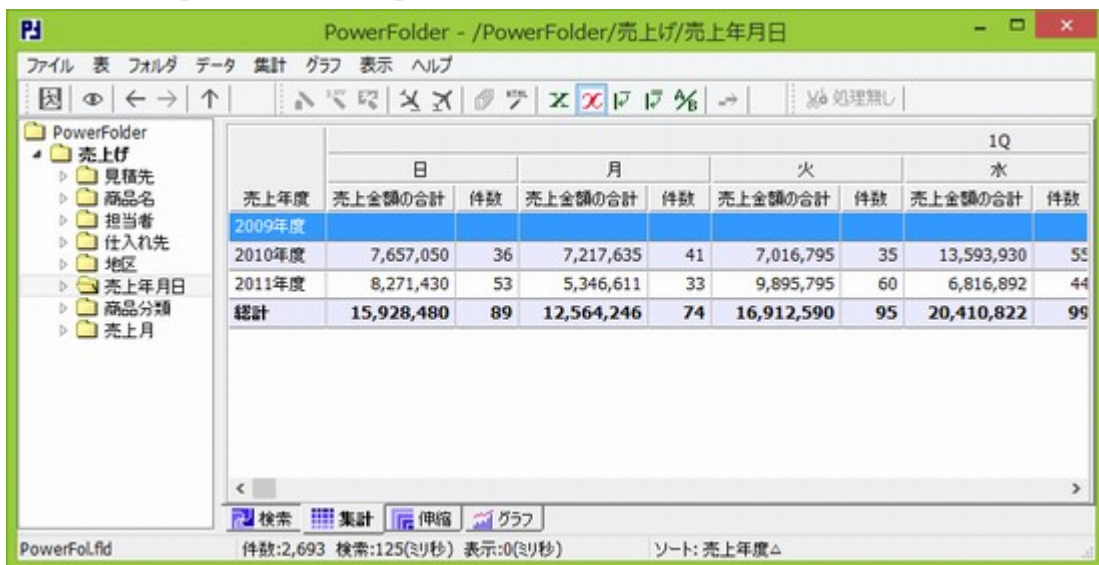 PowerFolder - /PowerFolder/売上げ/売上年月日
ファイル 表 フォルダ データ 集計 グラフ 表示 ヘルプ
処理無し
PowerFolder
売上げ
見積先
商品名
担当者
仕入れ先
地区
売上年月日
商品分類
売上月
1Q
日 月 火 水
売上年度 売上金額の合計 件数 売上金額の合計 件数 売上金額の合計 件数 売上金額の合計 件数
2009年度
2010年度 7,657,050 36 7,217,635 41 7,016,795 35 13,593,930 55
2011年度 8,271,430 53 5,346,611 33 9,895,795 60 6,816,892 44
総計 15,928,480 89 12,564,246 74 16,912,590 95 20,410,822 99
検索 集計 伸縮 グラフ
PowerFol.fld 件数:2,693 検索:125(ミリ秒) 表示:0(ミリ秒) ソート: 売上年度△